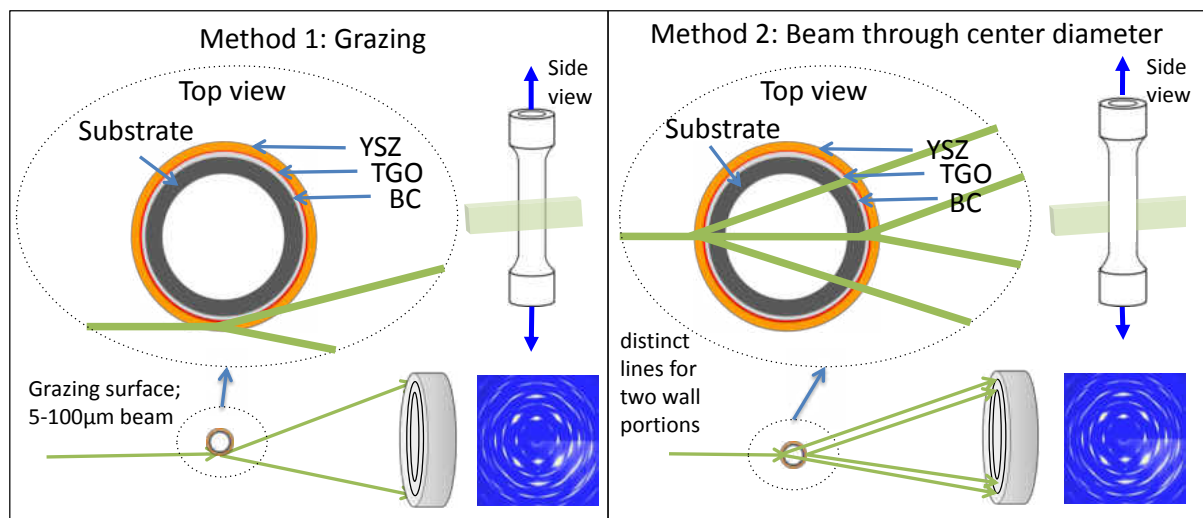 Method 1: Grazing
Top view
Substrate
YSZ
TGO
BC
Side
view
Grazing surface;
5-100μm beam
Method 2: Beam through center diameter
Top view
Substrate
YSZ
TGO
BC
Side
view
distinct
lines for
two wall
portions